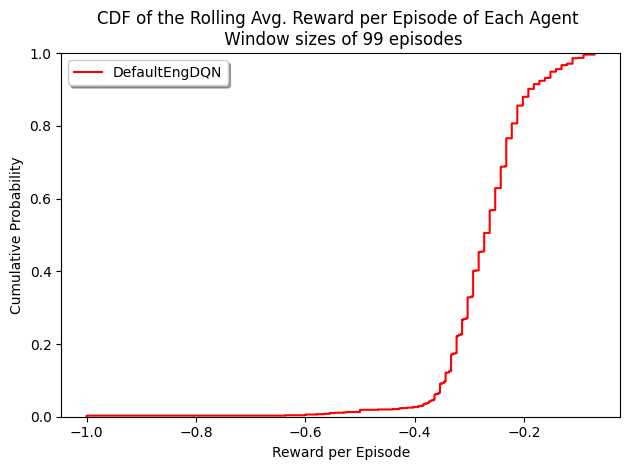 CDF of the Rolling Avg. Reward per Episode of Each Agent
Window sizes of 99 episodes
DefaultEngDQN
Cumulative Probability
1.0
0.8
0.6
0.4
0.2
0.0
−1.0 −0.8 −0.6 −0.4 −0.2
Reward per Episode